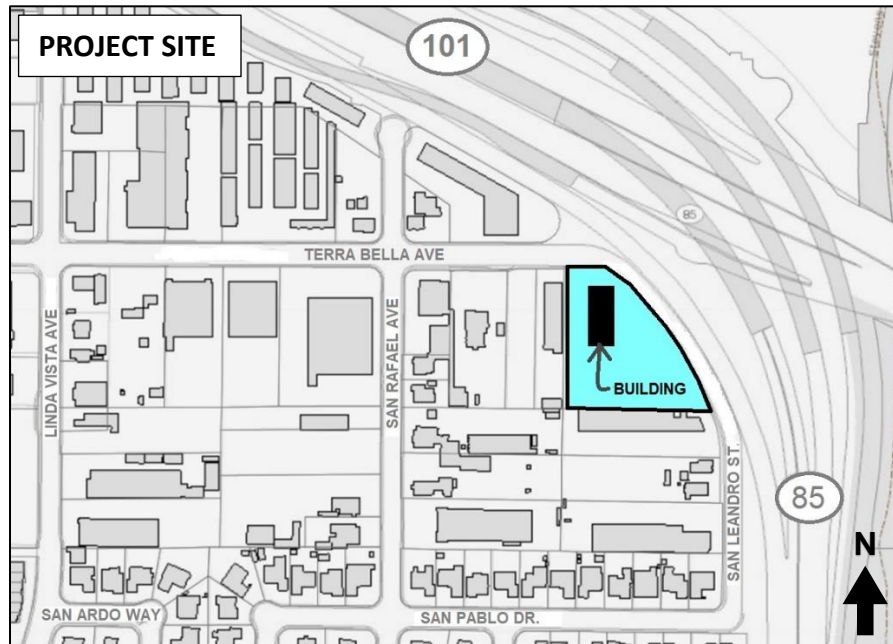 PROJECT SITE
101
85
TERRA BELLA AVE
LINDA VISTA AVE
SAN RAFAEL AVE
BUILDING
SAN LEANDRO ST.
85
N
SAN ARDO WAY
SAN PABLO DR.